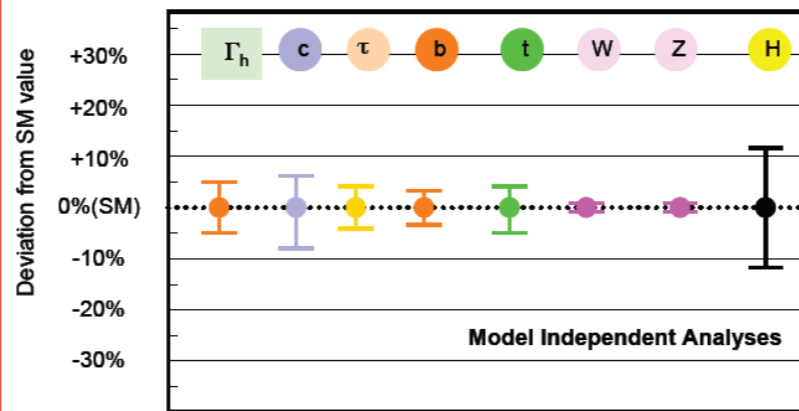 Deviation from SM value
+30%
+20%
+10%
0%(SM)
-10%
-20%
-30%
Γh c τ b t W Z H
Model Independent Analyses